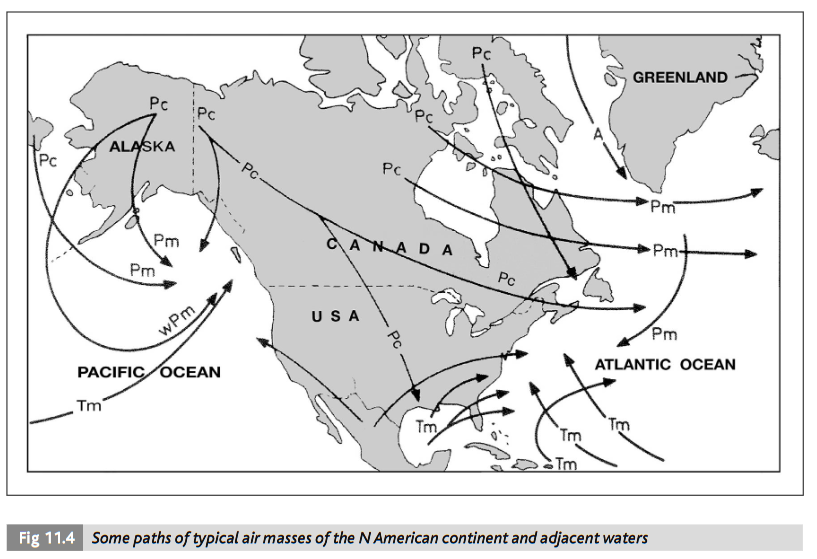 Pc
GREENLAND
Pc
Pc
Pc
A
ALASKA
Pc
Pc
Pc
Pm
CANADA
Pm
Pm
Pm
Pc
wPm
USA
Pc
Pm
PACIFIC OCEAN
ATLANTIC OCEAN
Tm
Tm
Tm
Tm
Tm
Fig 11.4 Some paths of typical air masses of the N American continent and adjacent waters